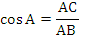 cos A = AC/AB